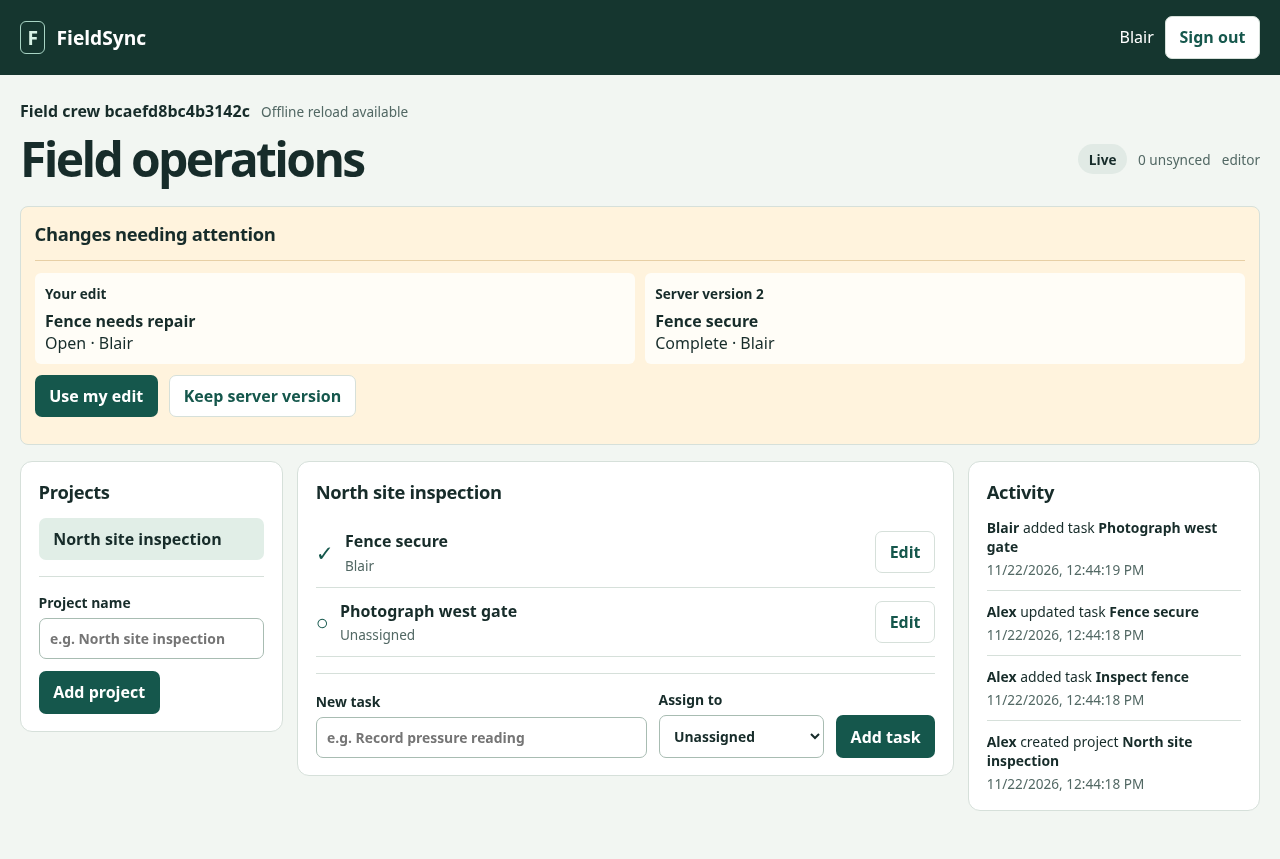 F FieldSync
Blair Sign out
Field crew bcaefd8bc4b3142c Offline reload available
Field operations
Live 0 unsynced editor
Changes needing attention
Your edit
Fence needs repair
Open · Blair
Server version 2
Fence secure
Complete · Blair
Use my edit Keep server version
Projects
North site inspection
Project name
e.g. North site inspection
Add project
North site inspection
✓ Fence secure
Blair
Edit
○ Photograph west gate
Unassigned
Edit
New task
e.g. Record pressure reading
Assign to
Unassigned
Add task
Activity
Blair added task Photograph west
gate
11/22/2026, 12:44:19 PM
Alex updated task Fence secure
11/22/2026, 12:44:18 PM
Alex added task Inspect fence
11/22/2026, 12:44:18 PM
Alex created project North site
inspection
11/22/2026, 12:44:18 PM